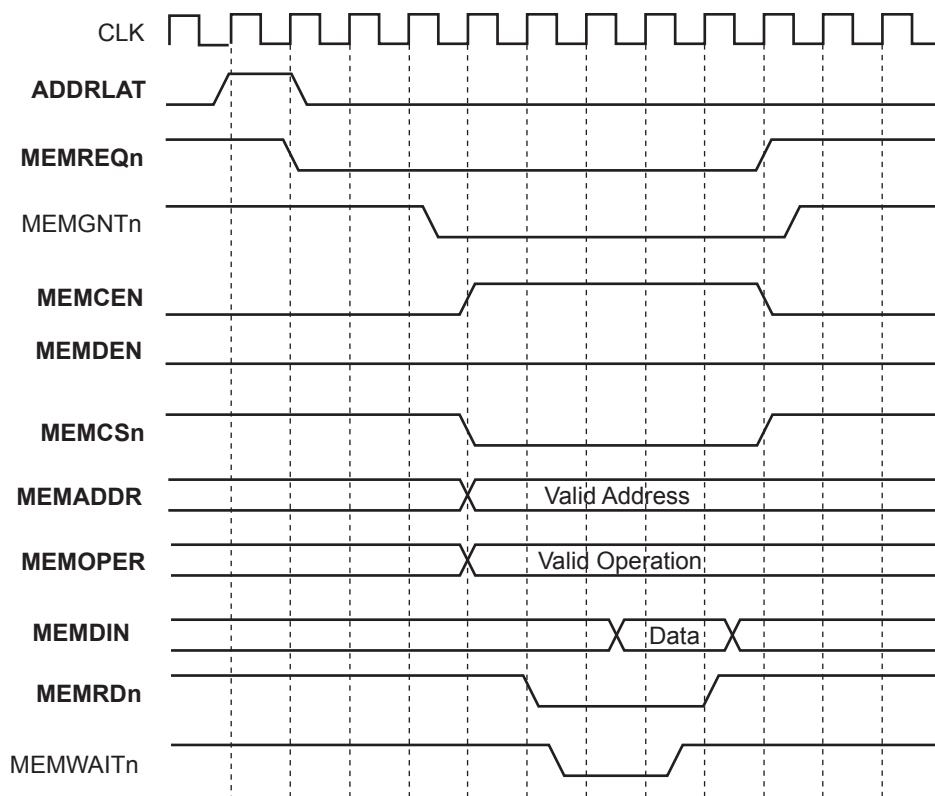 CLK
ADDRLAT
MEMREQn
MEMGNTn
MEMCEN
MEMDEN
MEMCSn
MEMADDR
Valid Address
MEMOPER
Valid Operation
MEMDIN
Data
MEMRDn
MEMWAITn